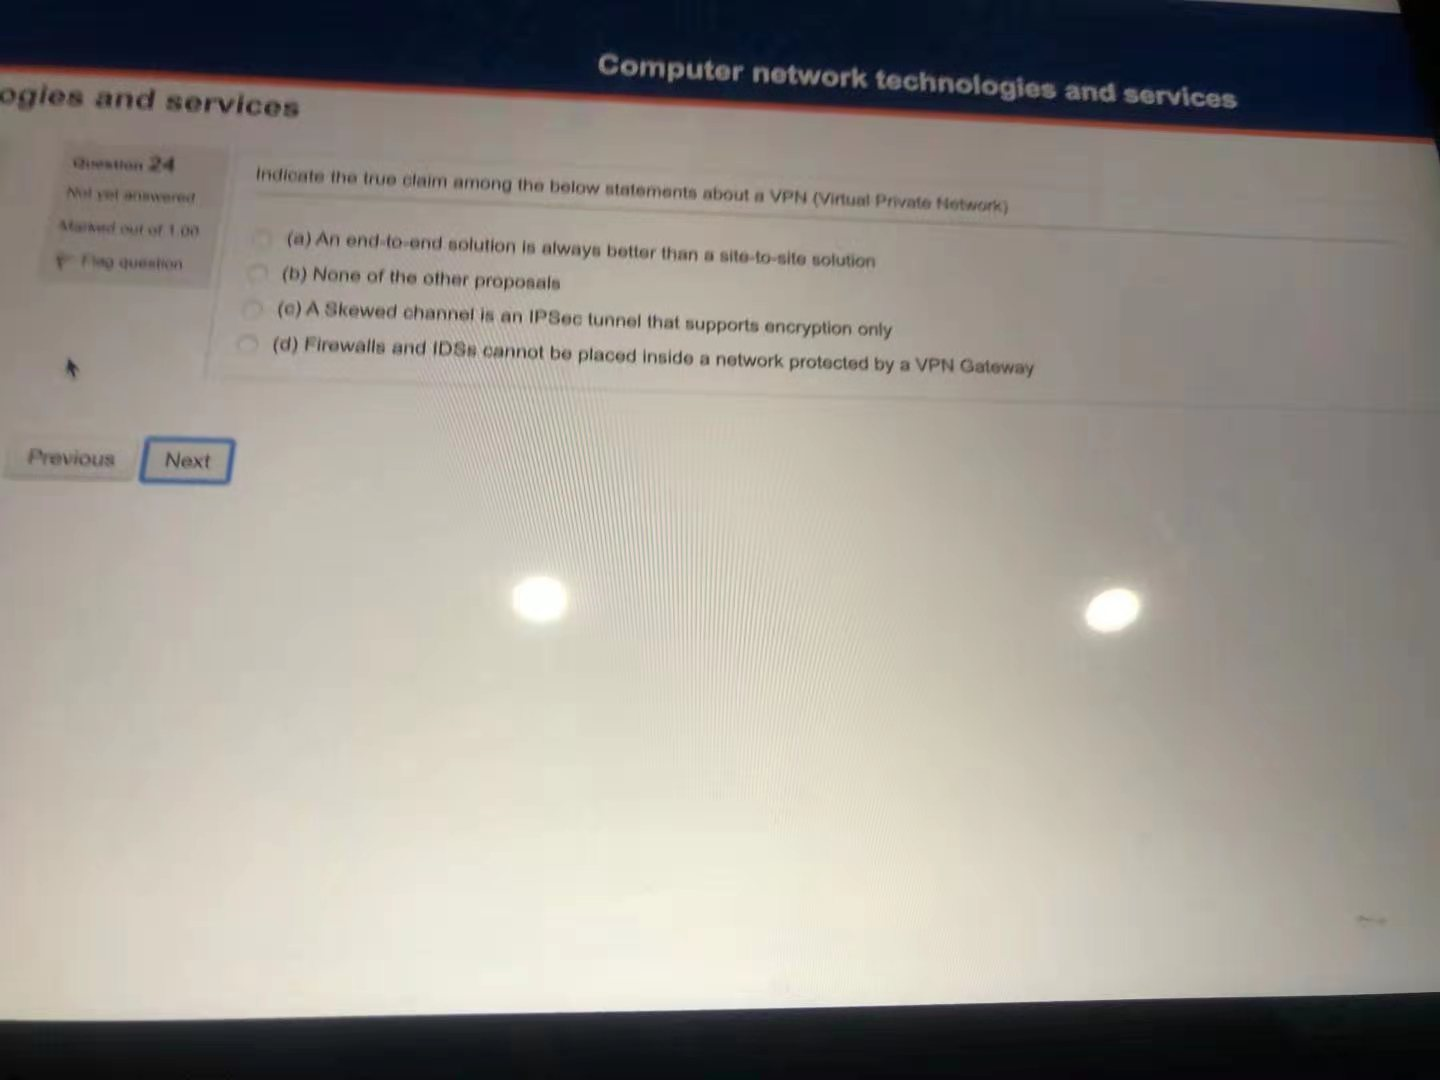 Computer network technologies and services
ogies and services
Question 24
Not yet answered
Marked out of 1.00
Flag question
Indicate the true claim among the below statements about a VPN (Virtual Private Network)
(a) An end-to-end solution is always better than a site-to-site solution
(b) None of the other proposals
(c) A Skewed channel is an IPSec tunnel that supports encryption only
(d) Firewalls and IDSs cannot be placed inside a network protected by a VPN Gateway
Previous
Next